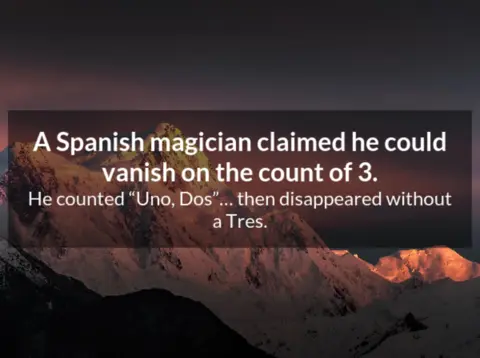 A Spanish magician claimed he could
vanish on the count of 3.
He counted “Uno, Dos”... then disappeared without
a Tres.